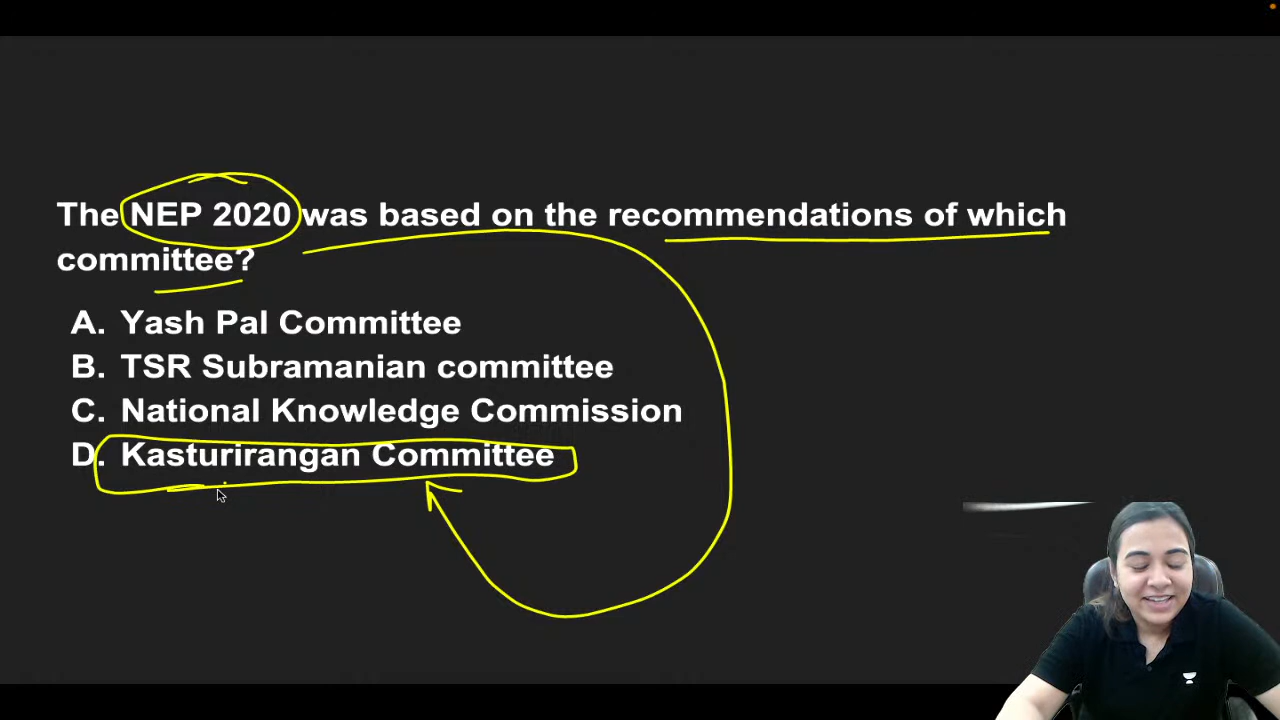 The NEP 2020 was based on the recommendations of which
committee?
A. Yash Pal Committee
B. TSR Subramanian committee
C. National Knowledge Commission
D. Kasturirangan Committee